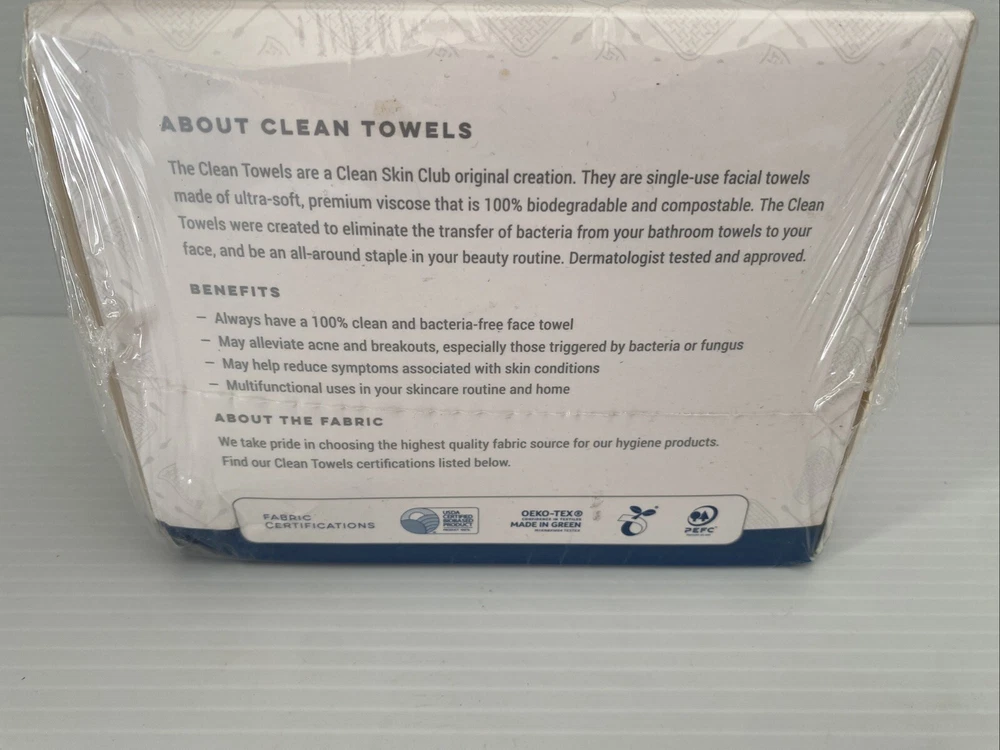 ABOUT CLEAN TOWELS
The Clean Towels are a Clean Skin Club original creation. They are single-use facial towels
made of ultra-soft, premium viscose that is 100% biodegradable and compostable. The Clean
Towels were created to eliminate the transfer of bacteria from your bathroom towels to your
face, and be an all-around staple in your beauty routine. Dermatologist tested and approved.
BENEFITS
– Always have a 100% clean and bacteria-free face towel
– May alleviate acne and breakouts, especially those triggered by bacteria or fungus
– May help reduce symptoms associated with skin conditions
– Multifunctional uses in your skincare routine and home
ABOUT THE FABRIC
We take pride in choosing the highest quality fabric source for our hygiene products.
Find our Clean Towels certifications listed below.
FABRIC
CERTIFICATIONS
USDA
CERTIFIED
BIOBASED
PRODUCT
OEKO-TEX®
CONFIDENCE IN TEXTILES
MADE IN GREEN
PEFC